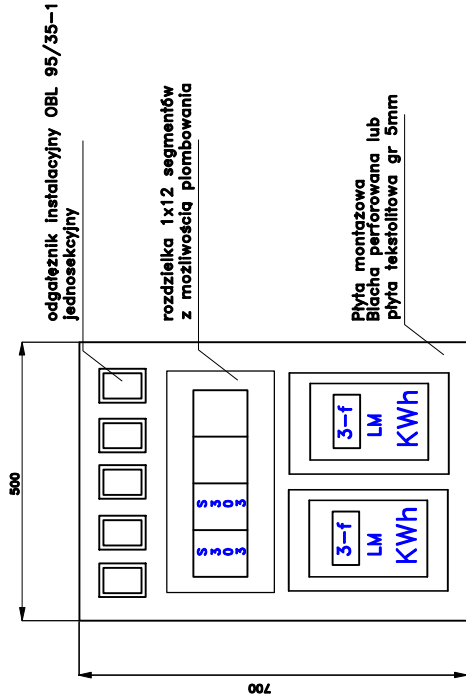 odgałeżnik instalacyjny OBL 95/35-1
jednosekcyjny
rozdzielka 1x12 segmentów
z możliwością plombowania
Płyta montażowa
Blacha perforowana lub
płyta tekstolitowa gr 5mm
500
700
S303
S303
3-f
LM
KWh
3-f
LM
KWh